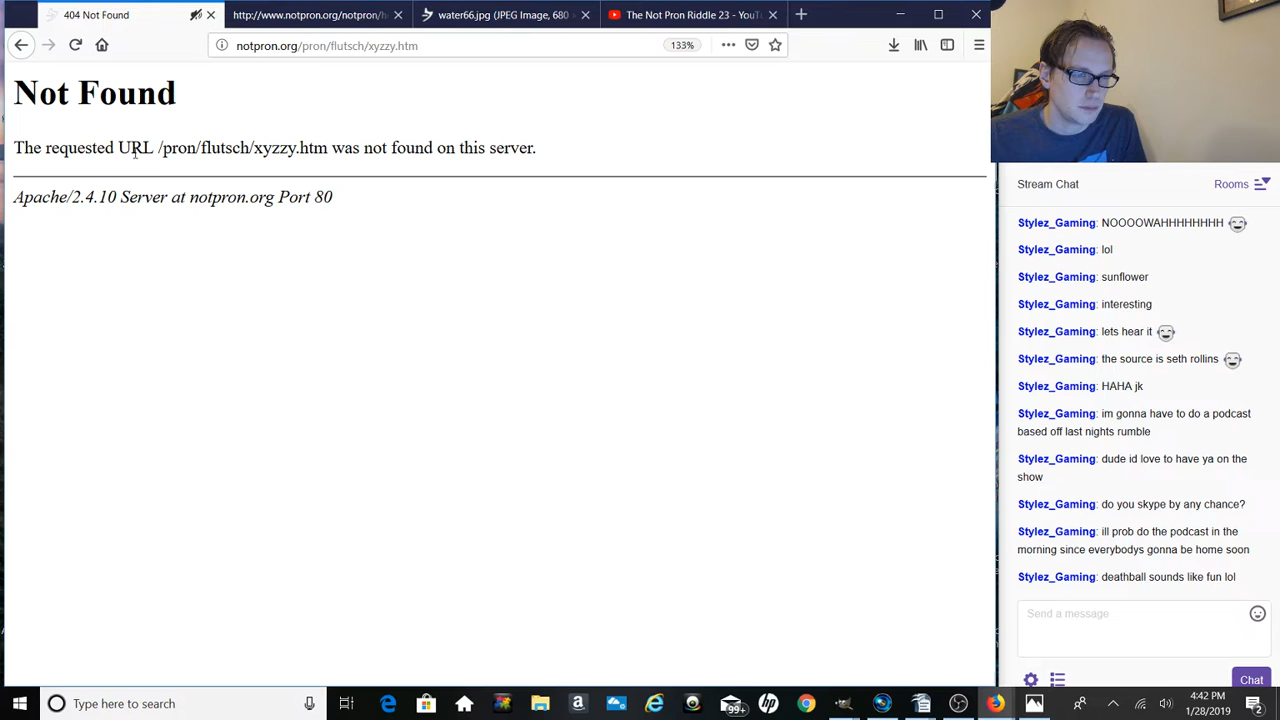 404 Not Found
http://www.notpron.org/notpron/h
water66.jpg (JPEG Image, 680
The Not Pron Riddle 23 - You
notpron.org/pron/flutsch/xyzzy.htm
133%
Not Found
The requested URL /pron/flutsch/xyzzy.htm was not found on this server.
Apache/2.4.10 Server at notpron.org Port 80
Stream Chat
Rooms
Stylez_Gaming: NOOOOWAHHHHHHHH
Stylez_Gaming: lol
Stylez_Gaming: sunflower
Stylez_Gaming: interesting
Stylez_Gaming: lets hear it
Stylez_Gaming: the source is seth rollins
Stylez_Gaming: HAHA jk
Stylez_Gaming: im gonna have to do a podcast
based off last nights rumble
Stylez_Gaming: dude id love to have ya on the
show
Stylez_Gaming: do you skype by any chance?
Stylez_Gaming: ill prob do the podcast in the
morning since everybodys gonna be home soon
Stylez_Gaming: deathball sounds like fun lol
Send a message
Chat
Type here to search
99+
4:42 PM
1/28/2019
2